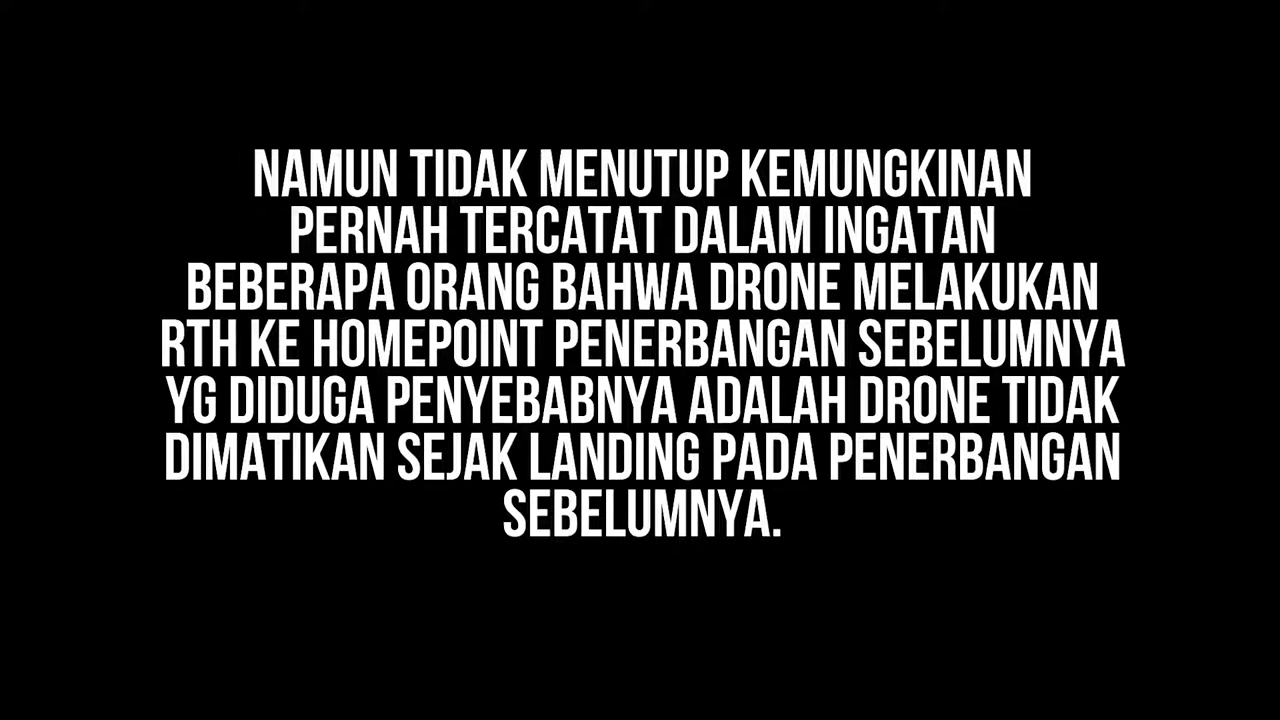 NAMUN TIDAK MENUTUP KEMUNGKINAN
PERNAH TERCATAT DALAM INGATAN
BEBERAPA ORANG BAHWA DRONE MELAKUKAN
RTH KE HOMEPOINT PENERBANGAN SEBELUMNYA
YG DIDUGA PENYEBABNYA ADALAH DRONE TIDAK
DIMATIKAN SEJAK LANDING PADA PENERBANGAN
SEBELUMNYA.